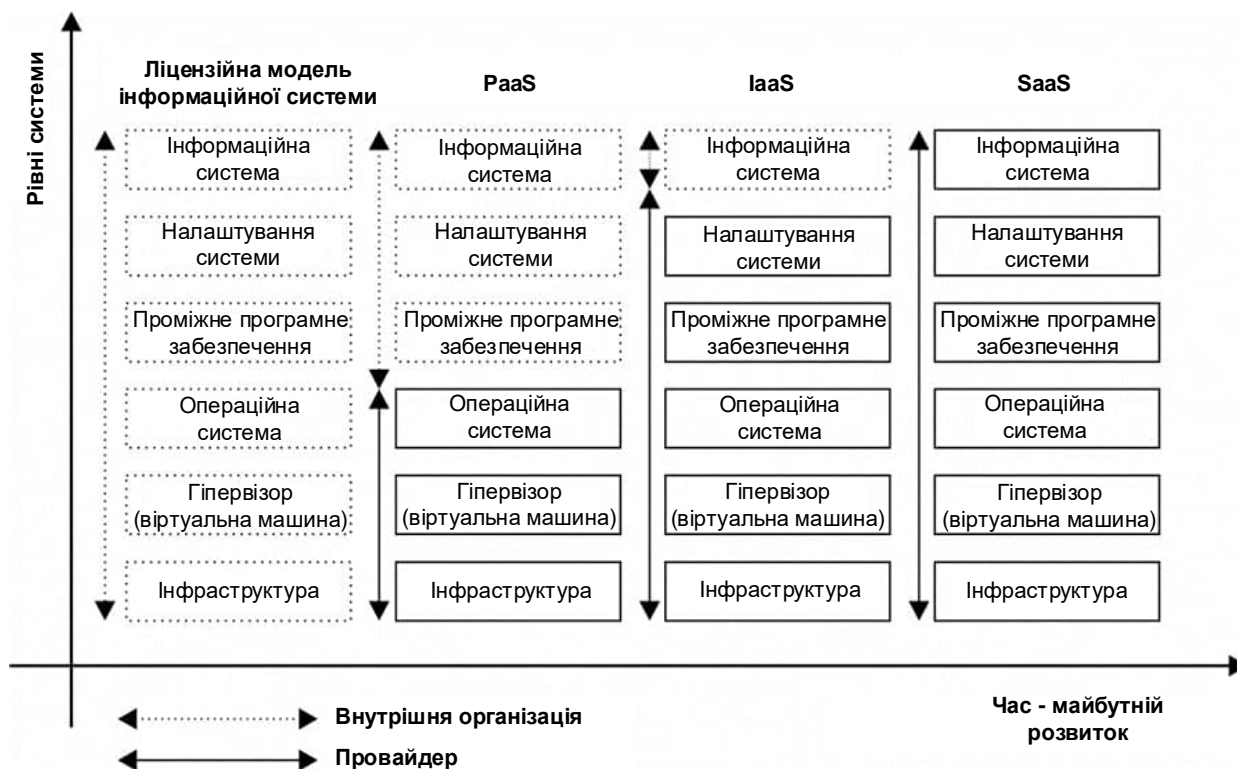 Рівні системи
Ліцензійна модель
інформаційної системи
PaaS
IaaS
SaaS
Інформаційна
система
Налаштування
системи
Проміжне програмне
забезпечення
Операційна
система
Гіпервізор
(віртуальна машина)
Інфраструктура
Інформаційна
система
Налаштування
системи
Проміжне програмне
забезпечення
Операційна
система
Гіпервізор
(віртуальна машина)
Інфраструктура
Інформаційна
система
Налаштування
системи
Проміжне програмне
забезпечення
Операційна
система
Гіпервізор
(віртуальна машина)
Інфраструктура
Інформаційна
система
Налаштування
системи
Проміжне програмне
забезпечення
Операційна
система
Гіпервізор
(віртуальна машина)
Інфраструктура
Внутрішня організація
Провайдер
Час - майбутній
розвиток